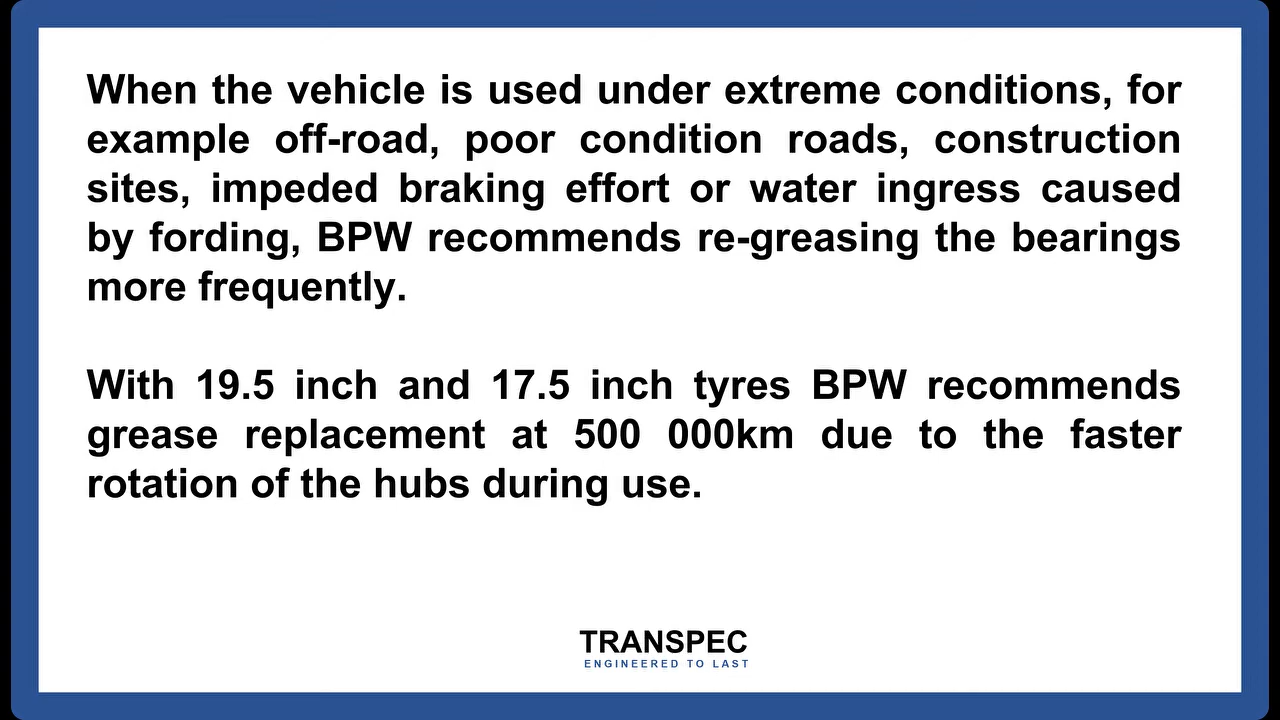 When the vehicle is used under extreme conditions, for
example off-road, poor condition roads, construction
sites, impeded braking effort or water ingress caused
by fording, BPW recommends re-greasing the bearings
more frequently.
With 19.5 inch and 17.5 inch tyres BPW recommends
grease replacement at 500 000km due to the faster
rotation of the hubs during use.
TRANSPEC
ENGINEERED TO LAST